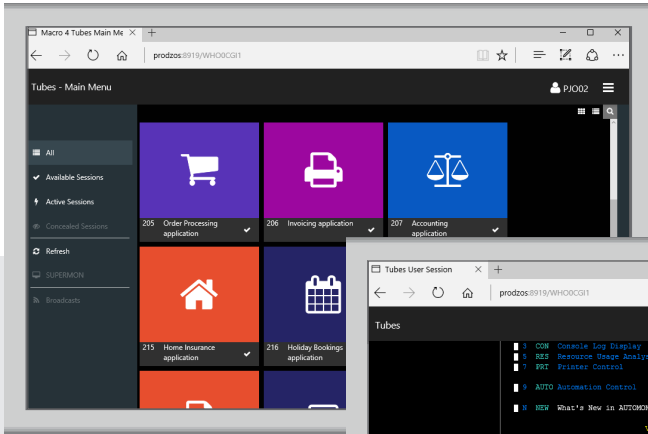 Macro 4 Tubes Main Me
prodzos:8919/WHO0CGI1
Tubes - Main Menu
PJO02
All
Available Sessions
Active Sessions
Concealed Sessions
Refresh
SUPERMON
Broadcasts
205 Order Processing
application
206 Invoicing application
207 Accounting
application
215 Home Insurance
application
216 Holiday Bookings
application
Tubes User Session
prodzos:8919/WHO0CGI1
Tubes
3 CON Console Log Display
5 RES Resource Usage Analys
7 PRT Printer Control
9 AUTO Automation Control
N NEW What's New in AUTOMON